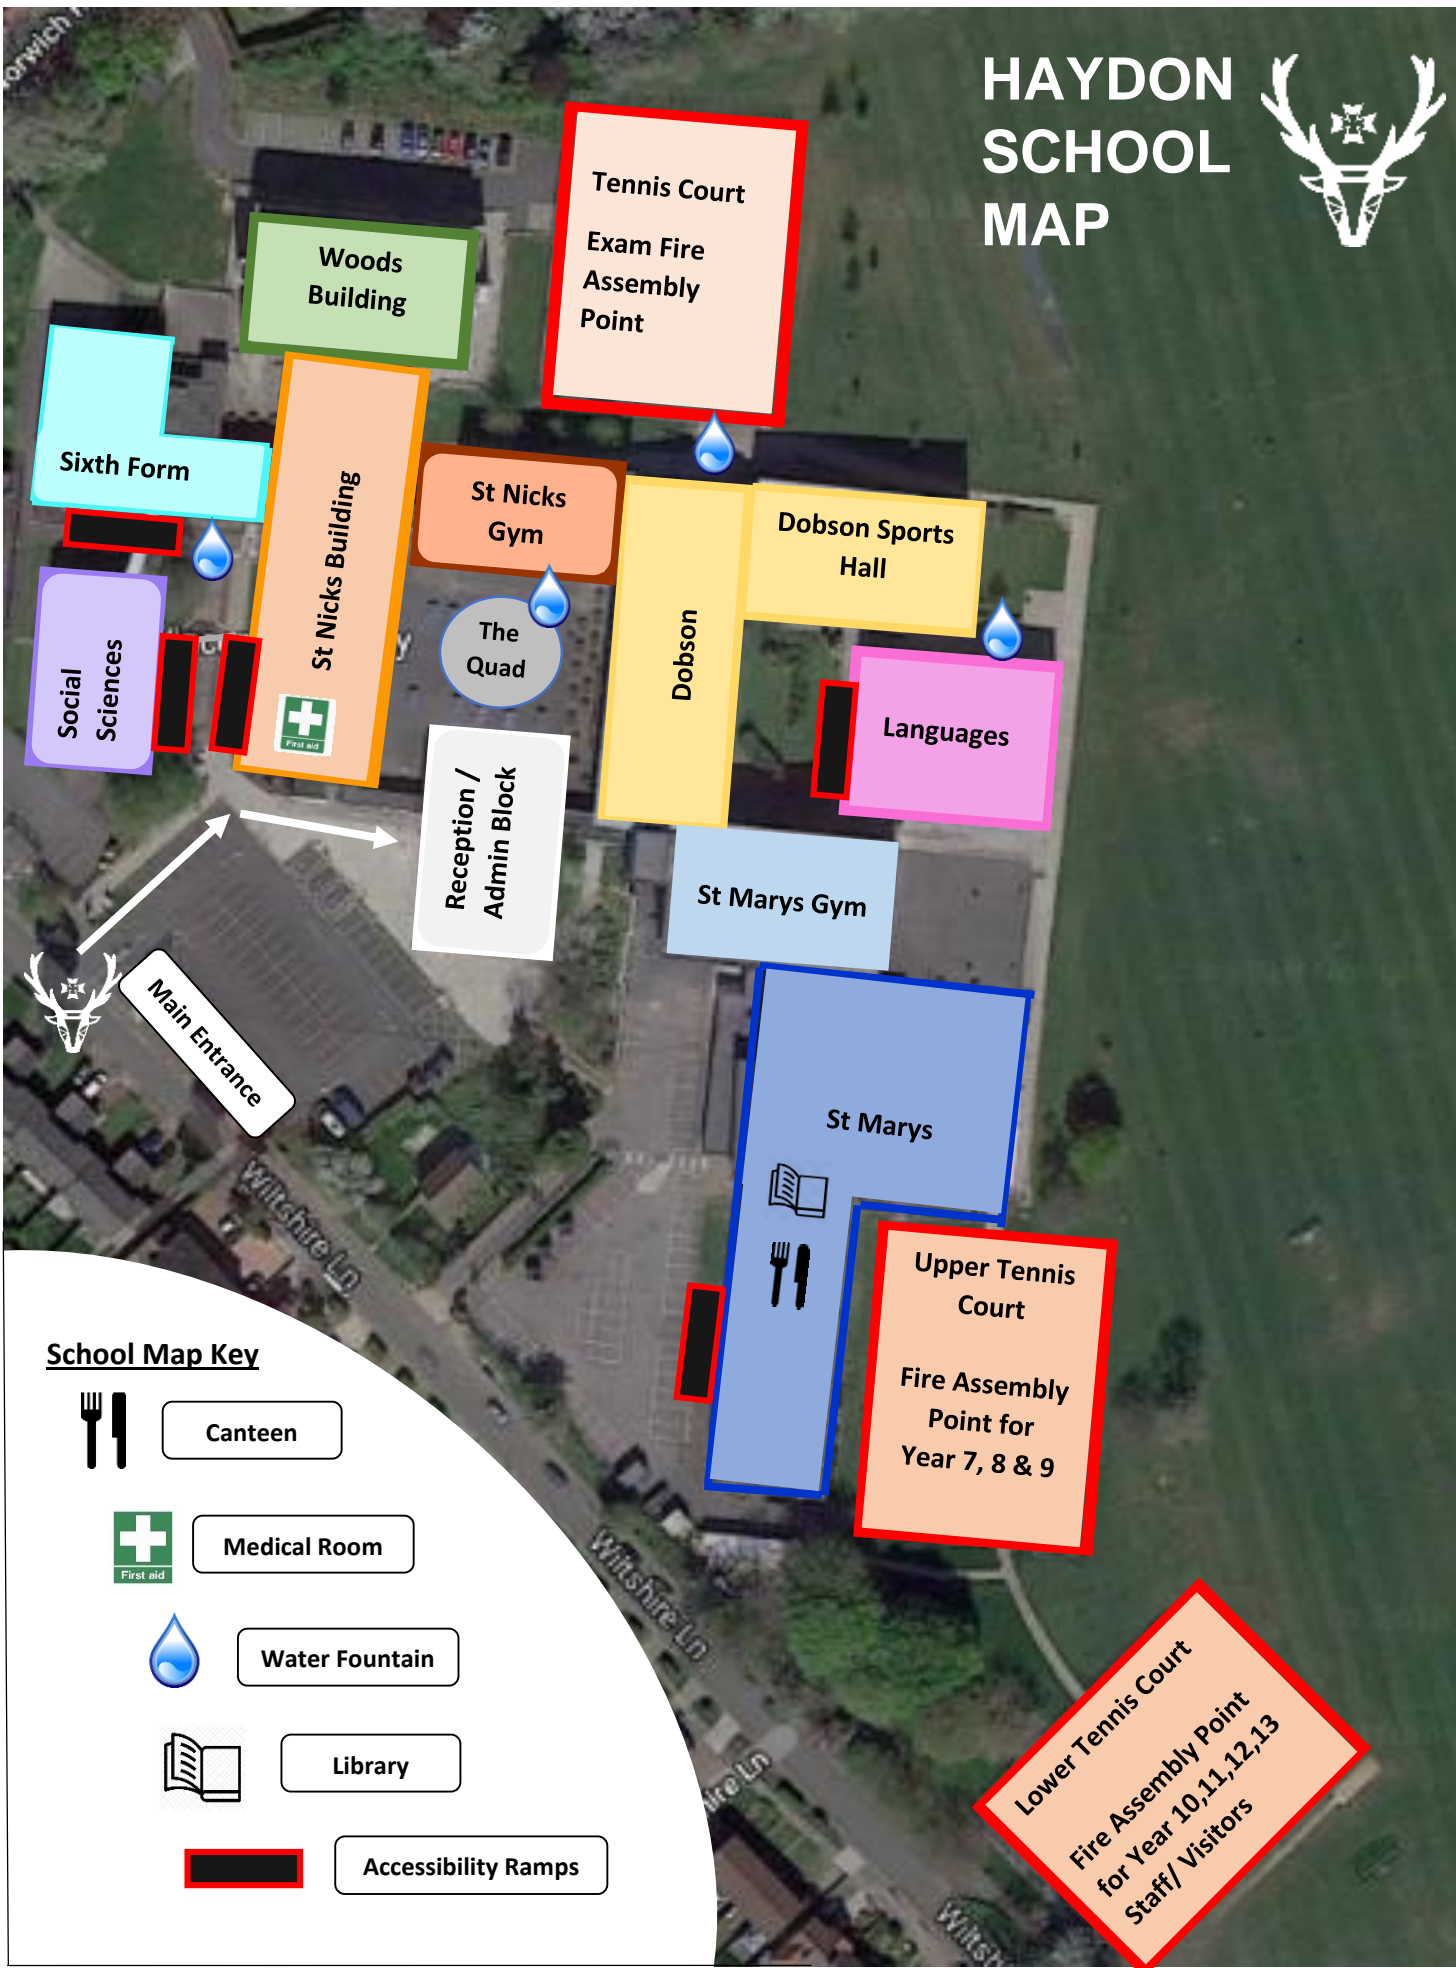 HAYDON
SCHOOL
MAP
Tennis Court
Exam Fire
Assembly
Point
Woods
Building
Sixth Form
St Nicks Building
St Nicks
Gym
Dobson Sports
Hall
Dobson
The
Quad
Social
Sciences
First aid
Languages
Reception /
Admin Block
St Marys Gym
Main Entrance
St Marys
Wiltshire Ln
Upper Tennis
Court
Fire Assembly
Point for
Year 7, 8 & 9
School Map Key
Canteen
Medical Room
First aid
Water Fountain
Library
Accessibility Ramps
Wiltshire Ln
Lower Tennis Court
Fire Assembly Point
for Year 10,11,12,13
Staff/ Visitors